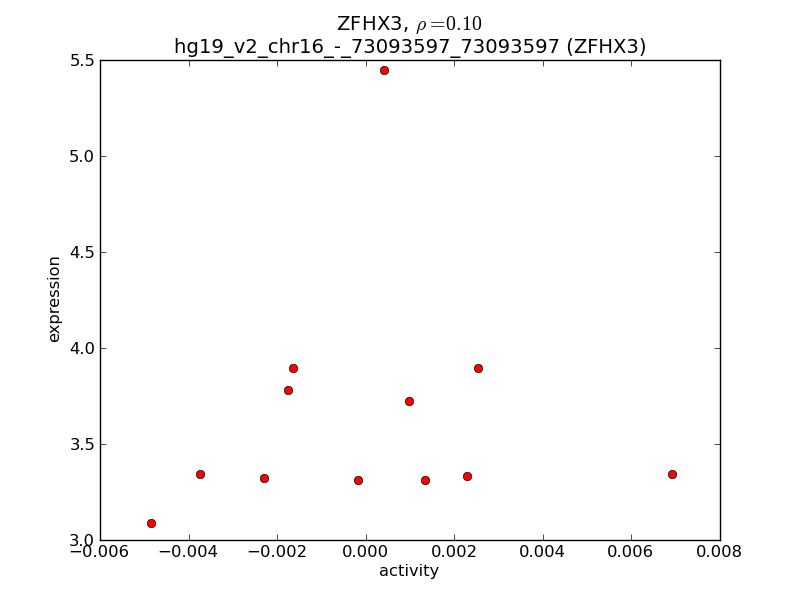 ZFHX3, ρ=0.10
hg19_v2_chr16_-_73093597_73093597 (ZFHX3)
5.5
5.0
4.5
4.0
3.5
3.0
expression
−0.006 −0.004 −0.002 0.000 0.002 0.004 0.006 0.008
activity